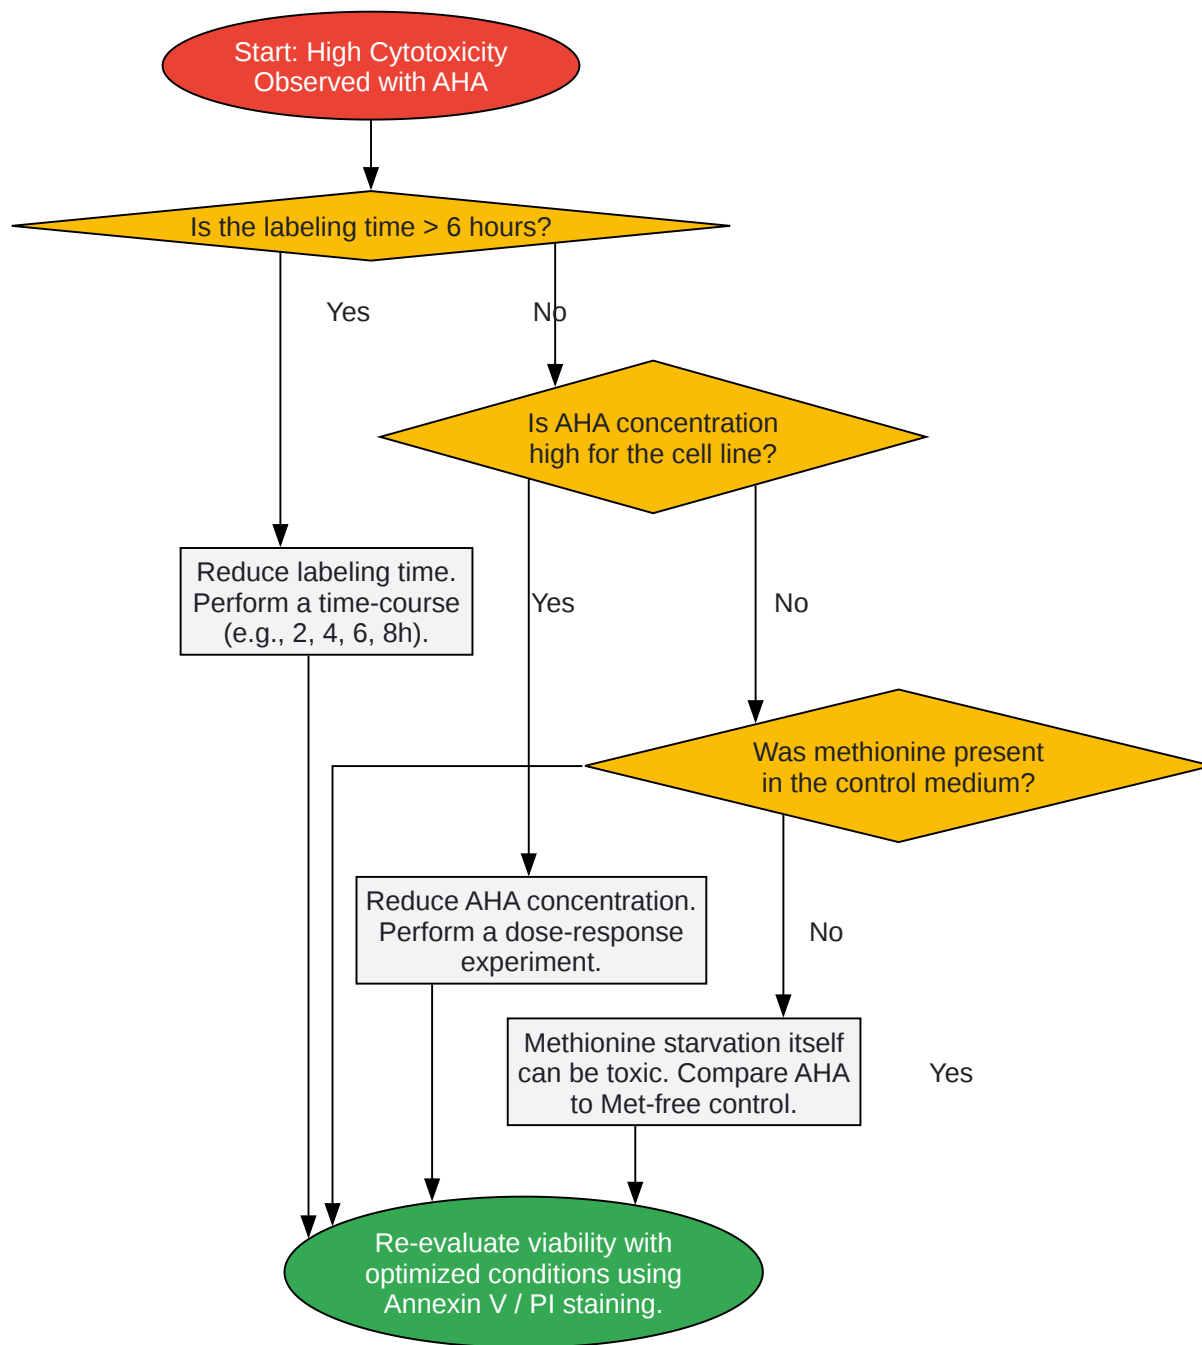 Start: High Cytotoxicity
Observed with AHA
Is the labeling time > 6 hours?
Yes
No
Is AHA concentration
high for the cell line?
Reduce labeling time.
Perform a time-course
(e.g., 2, 4, 6, 8h).
Yes
No
Was methionine present
in the control medium?
Reduce AHA concentration.
Perform a dose-response
experiment.
No
Methionine starvation itself
can be toxic. Compare AHA
to Met-free control.
Yes
Re-evaluate viability with
optimized conditions using
Annexin V / PI staining.